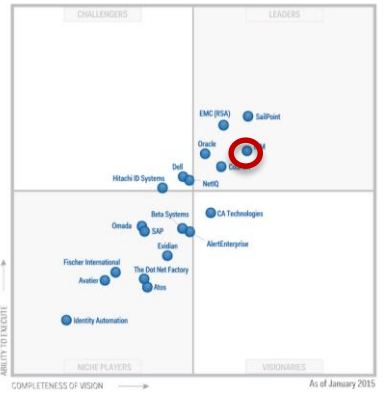 CHALLENGERS
LEADERS
EMC (RSA)
SailPoint
Oracle
Dell
Hitachi ID Systems
NetIQ
Beta Systems
CA Technologies
Omada
SAP
AlertEnterprise
Evidian
Fischer International
The Dot Net Factory
Avatier
Atos
Identity Automation
NICHE PLAYERS
VISIONARIES
ABILITY TO EXECUTE
COMPLETENESS OF VISION
As of January 2015